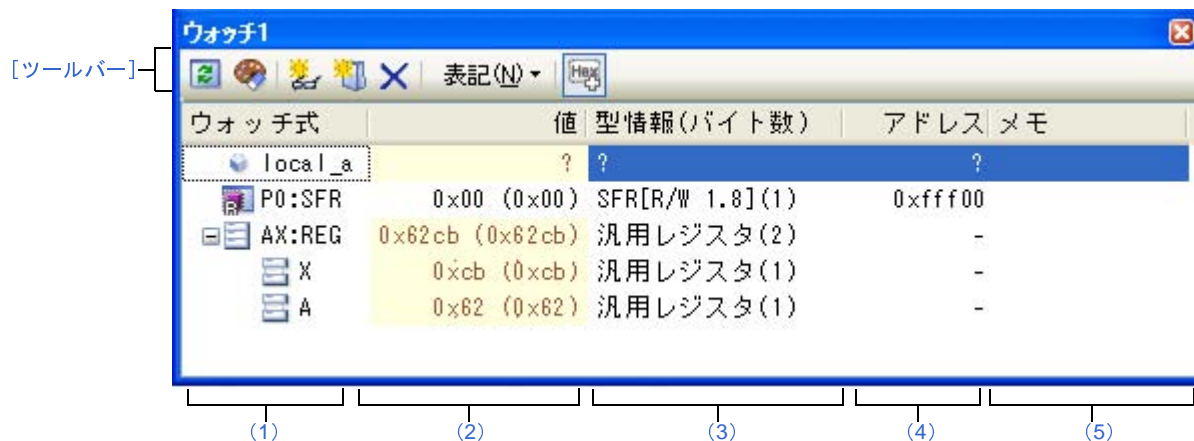 ウォッチ1
[ツールバー]
表記(N) Hex
ウォッチ式 値 型情報(バイト数) アドレス メモ
local_a ? ? ?
P0:SFR 0x00 (0x00) SFR[R/W 1.8](1) 0xfff00
AX:REG 0x62cb (0x62cb) 汎用レジスタ(2) -
X 0xcb (0xcb) 汎用レジスタ(1) -
A 0x62 (0x62) 汎用レジスタ(1) -
(1) (2) (3) (4) (5)